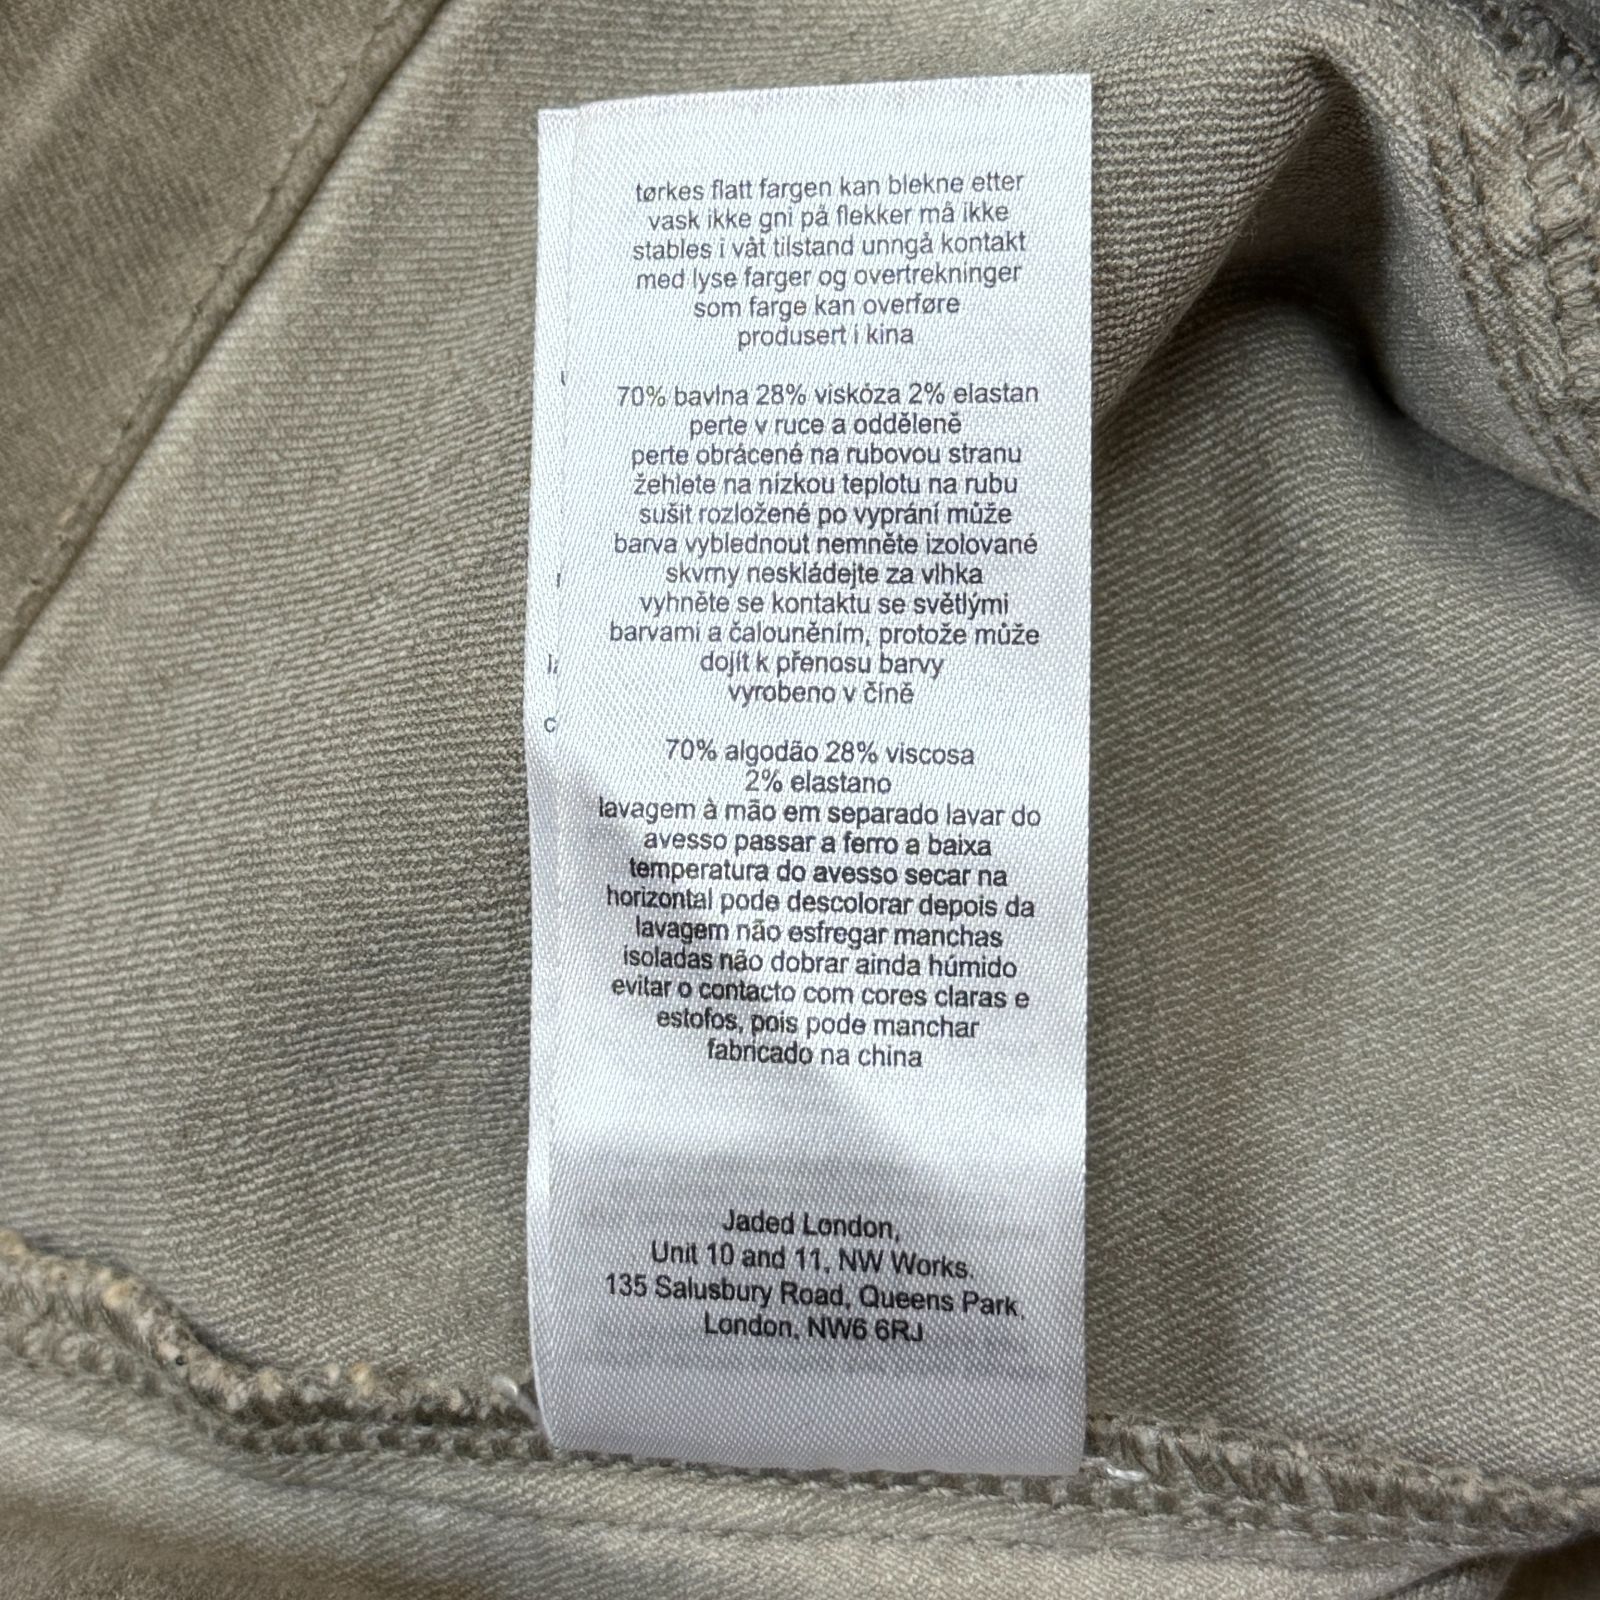 tørkes flatt fargen kan blekne etter
vask ikke gni på flekker må ikke
stables i våt tilstand unngå kontakt
med lyse farger og overtrekninger
som farge kan overføre
produsert i kina
70% bavlna 28% viskóza 2% elastan
perte v ruce a odděleně
perte obrácené na rubovou stranu
žehlete na nízkou teplotu na rubu
sušit rozložené po vyprání může
barva vyblednout nemněte izolované
skvrny neskládejte za vlhka
vyhněte se kontaktu se světlými
barvami a čalouněním, protože může
dojít k přenosu barvy
vyrobeno v číně
70% algodão 28% viscosa
2% elastano
lavagem à mão em separado lavar do
avesso passar a ferro a baixa
temperatura do avesso secar na
horizontal pode descolorar depois da
lavagem não esfregar manchas
isoladas não dobrar ainda húmido
evitar o contacto com cores claras e
estofos, pois pode manchar
fabricado na china
Jaded London,
Unit 10 and 11, NW Works.
135 Salusbury Road, Queens Park,
London, NW6 6RJ